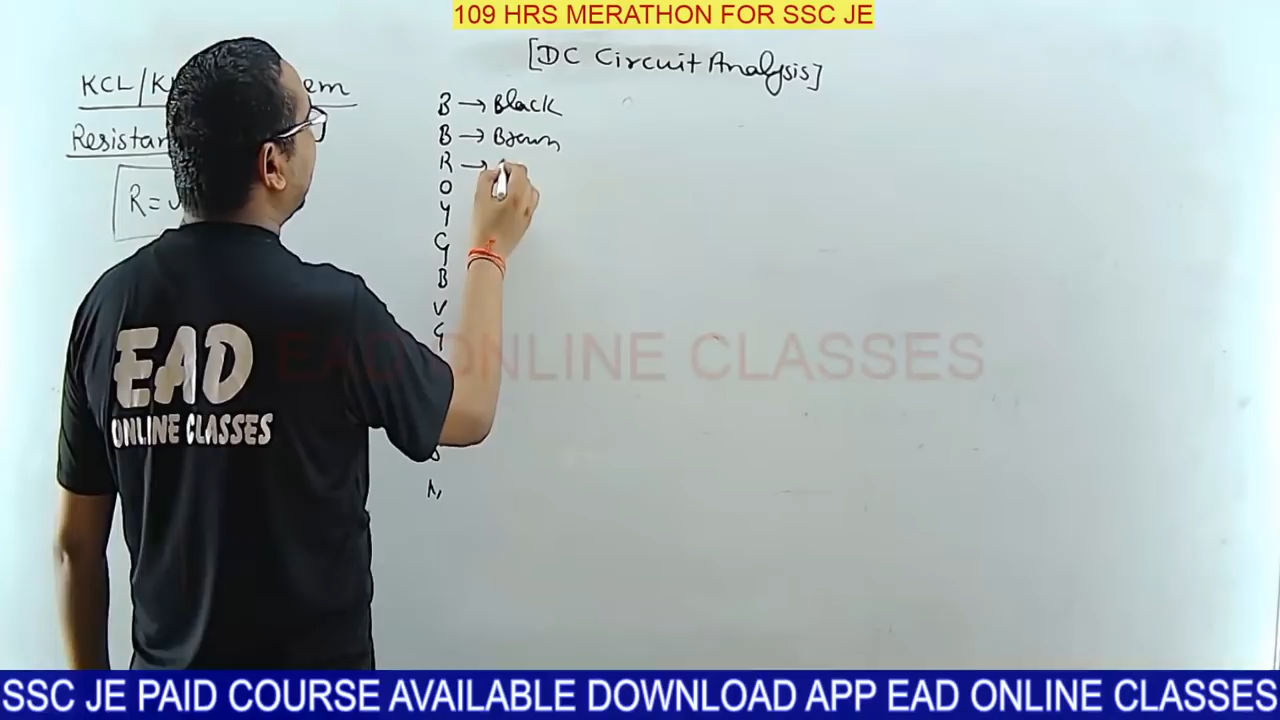 109 HRS MERATHON FOR SSC JE
[DC Circuit Analysis]
KCL/K
em
Resistan
R=
B → Black
B → Brown
R →
O
Y
G
B
V
G
EAD ONLINE CLASSES
EAD
ONLINE CLASSES
SSC JE PAID COURSE AVAILABLE DOWNLOAD APP EAD ONLINE CLASSES